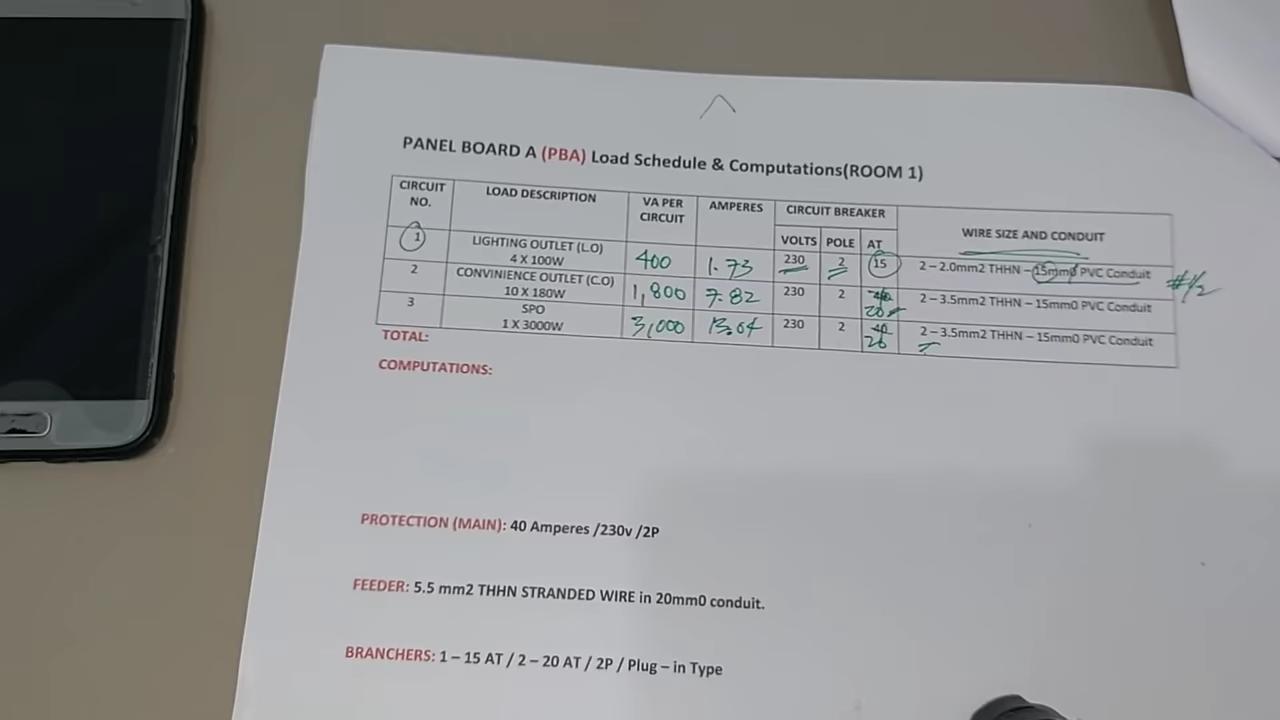 PANEL BOARD A (PBA) Load Schedule & Computations(ROOM 1)
CIRCUIT NO. LOAD DESCRIPTION VA PER CIRCUIT AMPERES CIRCUIT BREAKER WIRE SIZE AND CONDUIT
VOLTS POLE AT
1 LIGHTING OUTLET (L.O) 4 X 100W 400 1.73 230 2 15 2 – 2.0mm2 THHN – 15mm0 PVC Conduit #1/2
2 CONVINIENCE OUTLET (C.O) 10 X 180W 1,800 7.82 230 2 20 2 – 3.5mm2 THHN – 15mm0 PVC Conduit
3 SPO 1 X 3000W 3,000 13.04 230 2 20 2 – 3.5mm2 THHN – 15mm0 PVC Conduit
TOTAL:
COMPUTATIONS:
PROTECTION (MAIN): 40 Amperes /230v /2P
FEEDER: 5.5 mm2 THHN STRANDED WIRE in 20mm0 conduit.
BRANCHERS: 1 – 15 AT / 2 – 20 AT / 2P / Plug – in Type